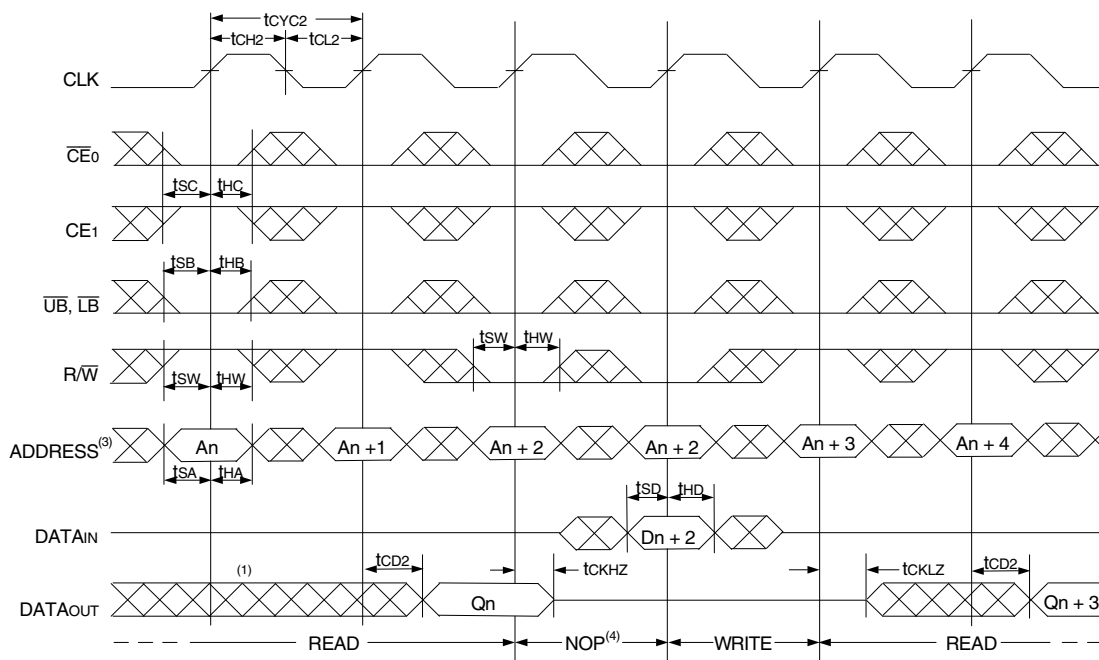 tCYC2
tCH2 tCL2
CLK
CE0
tSC tHC
CE1
tSB tHB
UB, LB
tSW tHW
R/W
tSW tHW
ADDRESS(3) An An +1 An + 2 An + 2 An + 3 An + 4
tSA tHA
tSD tHD
DATAIN Dn + 2
(1) tCD2 tCKHZ tCKLZ tCD2
DATAOUT Qn Qn + 3
READ NOP(4) WRITE READ